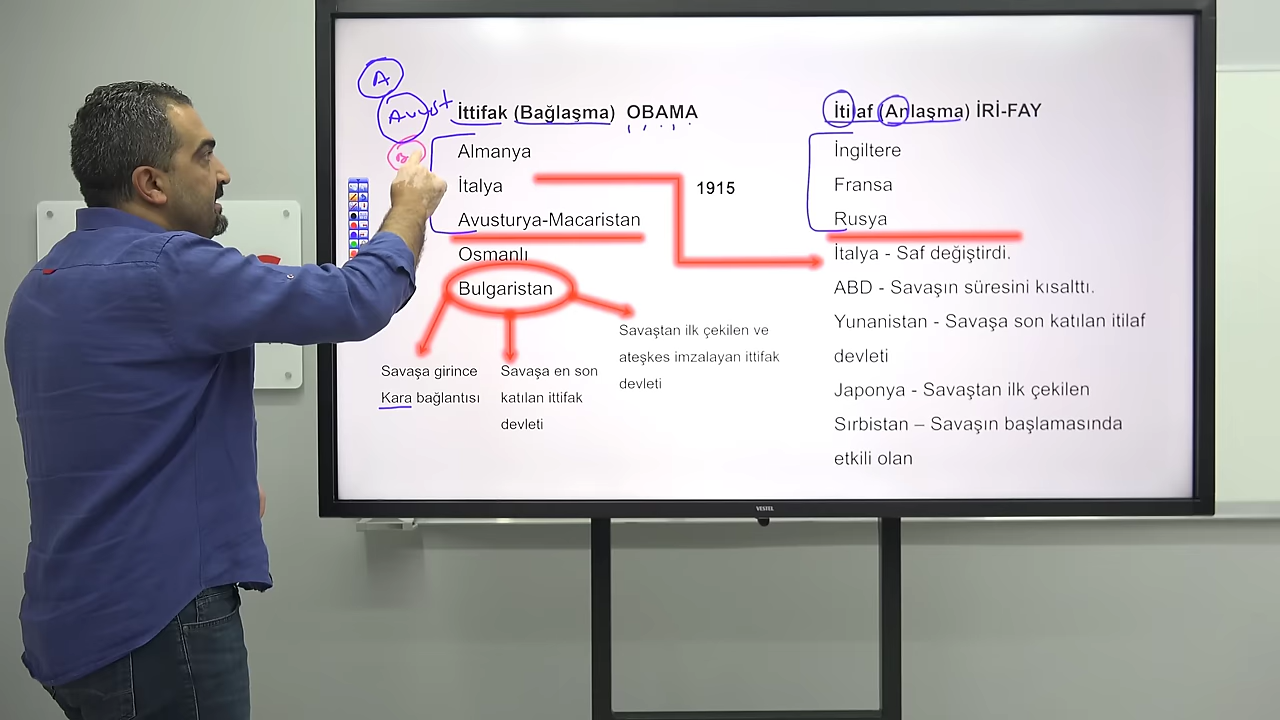 A
Avust
B
İttifak (Bağlaşma) OBAMA
Almanya
İtalya
1915
Avusturya-Macaristan
Osmanlı
Bulgaristan
Savaşa girince
Kara bağlantısı
Savaşa en son
katılan ittifak
devleti
Savaştan ilk çekilen ve
ateşkes imzalayan ittifak
devleti
İtilaf (Anlaşma) İRİ-FAY
İngiltere
Fransa
Rusya
İtalya - Saf değiştirdi.
ABD - Savaşın süresini kısalttı.
Yunanistan - Savaşa son katılan itilaf
devleti
Japonya - Savaştan ilk çekilen
Sırbistan – Savaşın başlamasında
etkili olan
VESTEL